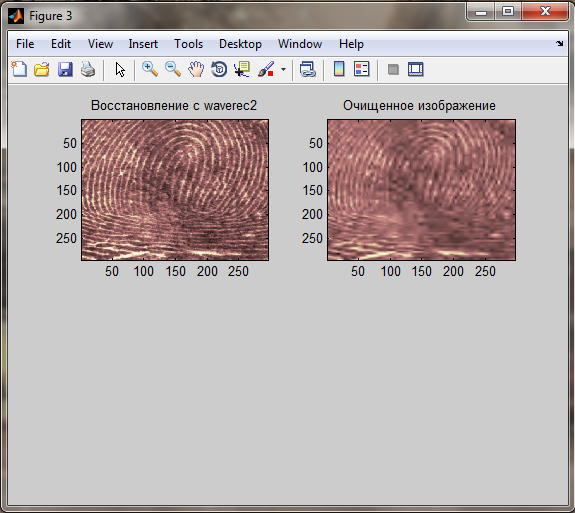 Figure 3
File Edit View Insert Tools Desktop Window Help
Восстановление с waverec2
50
100
150
200
250
50 100 150 200 250
Очищенное изображение
50
100
150
200
250
50 100 150 200 250